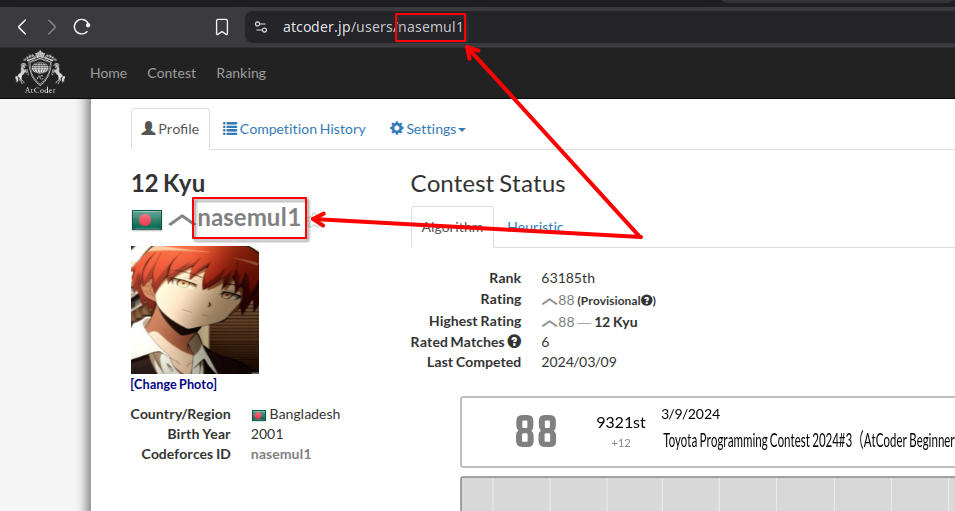 atcoder.jp/users/nasemul1
AtCoder
Home Contest Ranking
Profile Competition History Settings
12 Kyu
nasemul1
[Change Photo]
Country/Region Bangladesh
Birth Year 2001
Codeforces ID nasemul1
Contest Status
Algorithm Heuristic
Rank 63185th
Rating 88 (Provisional?)
Highest Rating 88 ― 12 Kyu
Rated Matches ? 6
Last Competed 2024/03/09
88
9321st
+12
3/9/2024
Toyota Programming Contest 2024#3（AtCoder Beginner